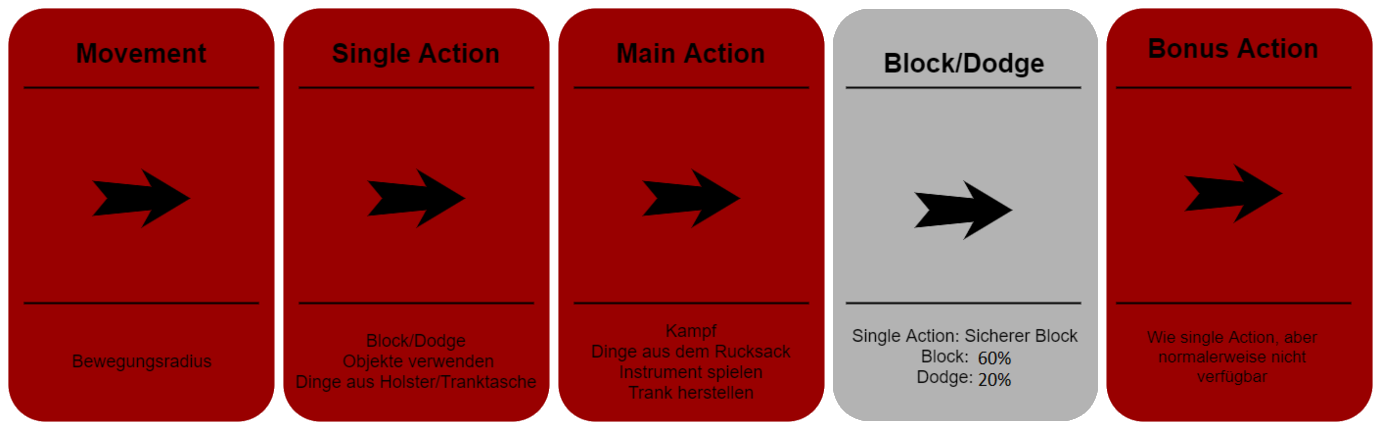 Movement
Bewegungsradius
Single Action
Block/Dodge
Objekte verwenden
Dinge aus Holster/Tranktasche
Main Action
Kampf
Dinge aus dem Rucksack
Instrument spielen
Trank herstellen
Block/Dodge
Single Action: Sicherer Block
Block: 60%
Dodge: 20%
Bonus Action
Wie single Action, aber
normalerweise nicht
verfügbar